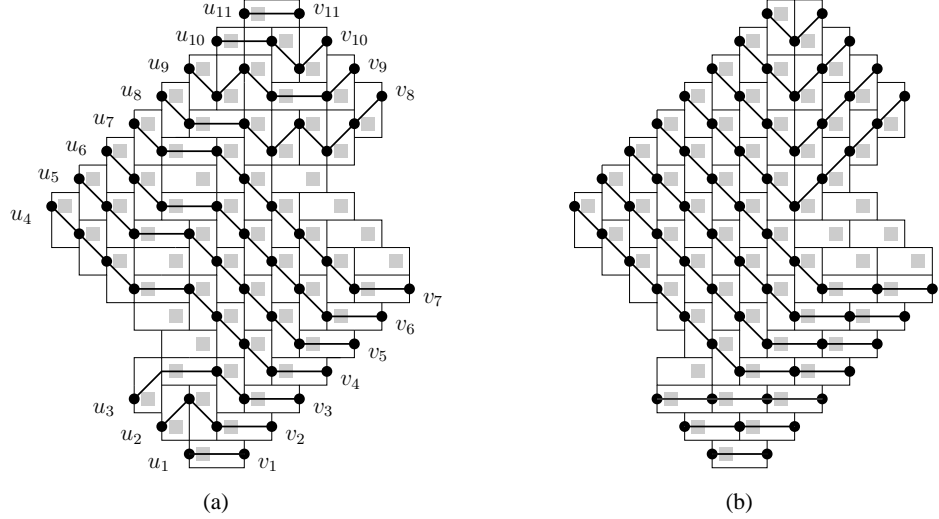 u₁₁ v₁₁
u₁₀ v₁₀
u₉ v₉
u₈ v₈
u₇
u₆
u₅
u₄
v₇
v₆
v₅
v₄
u₃ v₃
u₂ v₂
u₁ v₁
(a) (b)